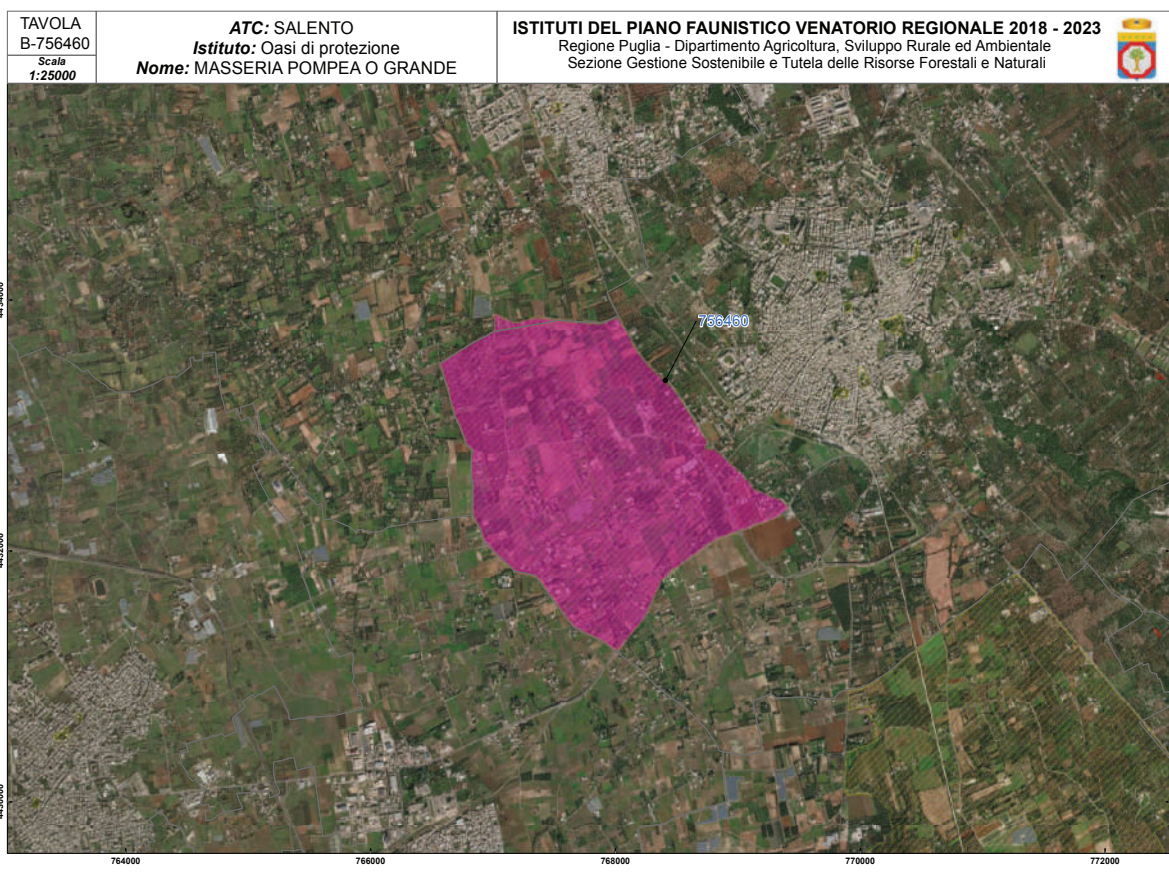 TAVOLA
B-756460
Scala
1:25000
ATC: SALENTO
Istituto: Oasi di protezione
Nome: MASSERIA POMPEA O GRANDE
ISTITUTI DEL PIANO FAUNISTICO VENATORIO REGIONALE 2018 - 2023
Regione Puglia - Dipartimento Agricoltura, Sviluppo Rurale ed Ambientale
Sezione Gestione Sostenibile e Tutela delle Risorse Forestali e Naturali
756460
764000
766000
768000
770000
772000